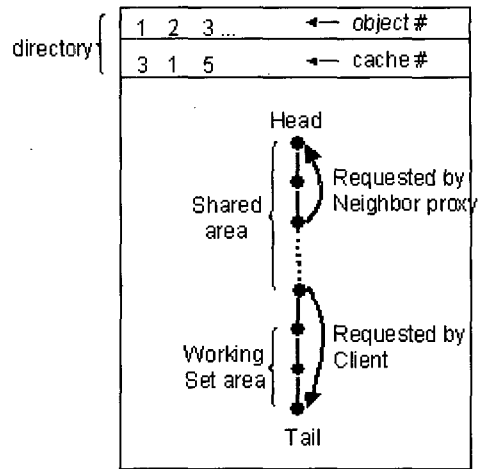 directory
1 2 3... object #
3 1 5 cache #
Head
Shared area
Requested by
Neighbor proxy
Working
Set area
Requested by
Client
Tail